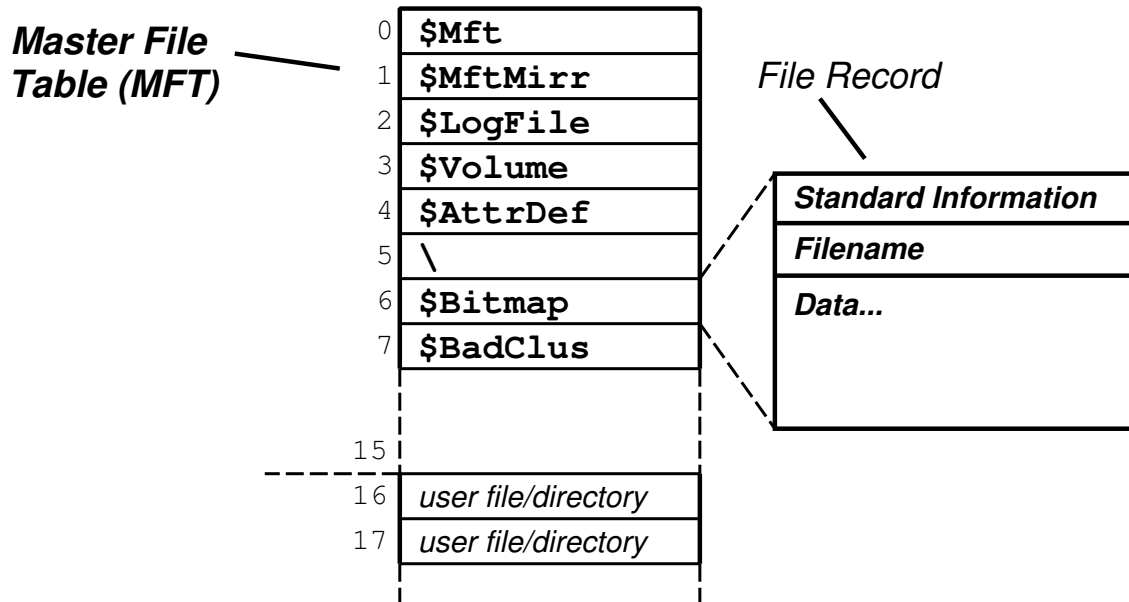 Master File
Table (MFT)
0 $Mft
1 $MftMirr
2 $LogFile
3 $Volume
4 $AttrDef
5 \
6 $Bitmap
7 $BadClus
15
16 user file/directory
17 user file/directory
File Record
Standard Information
Filename
Data...